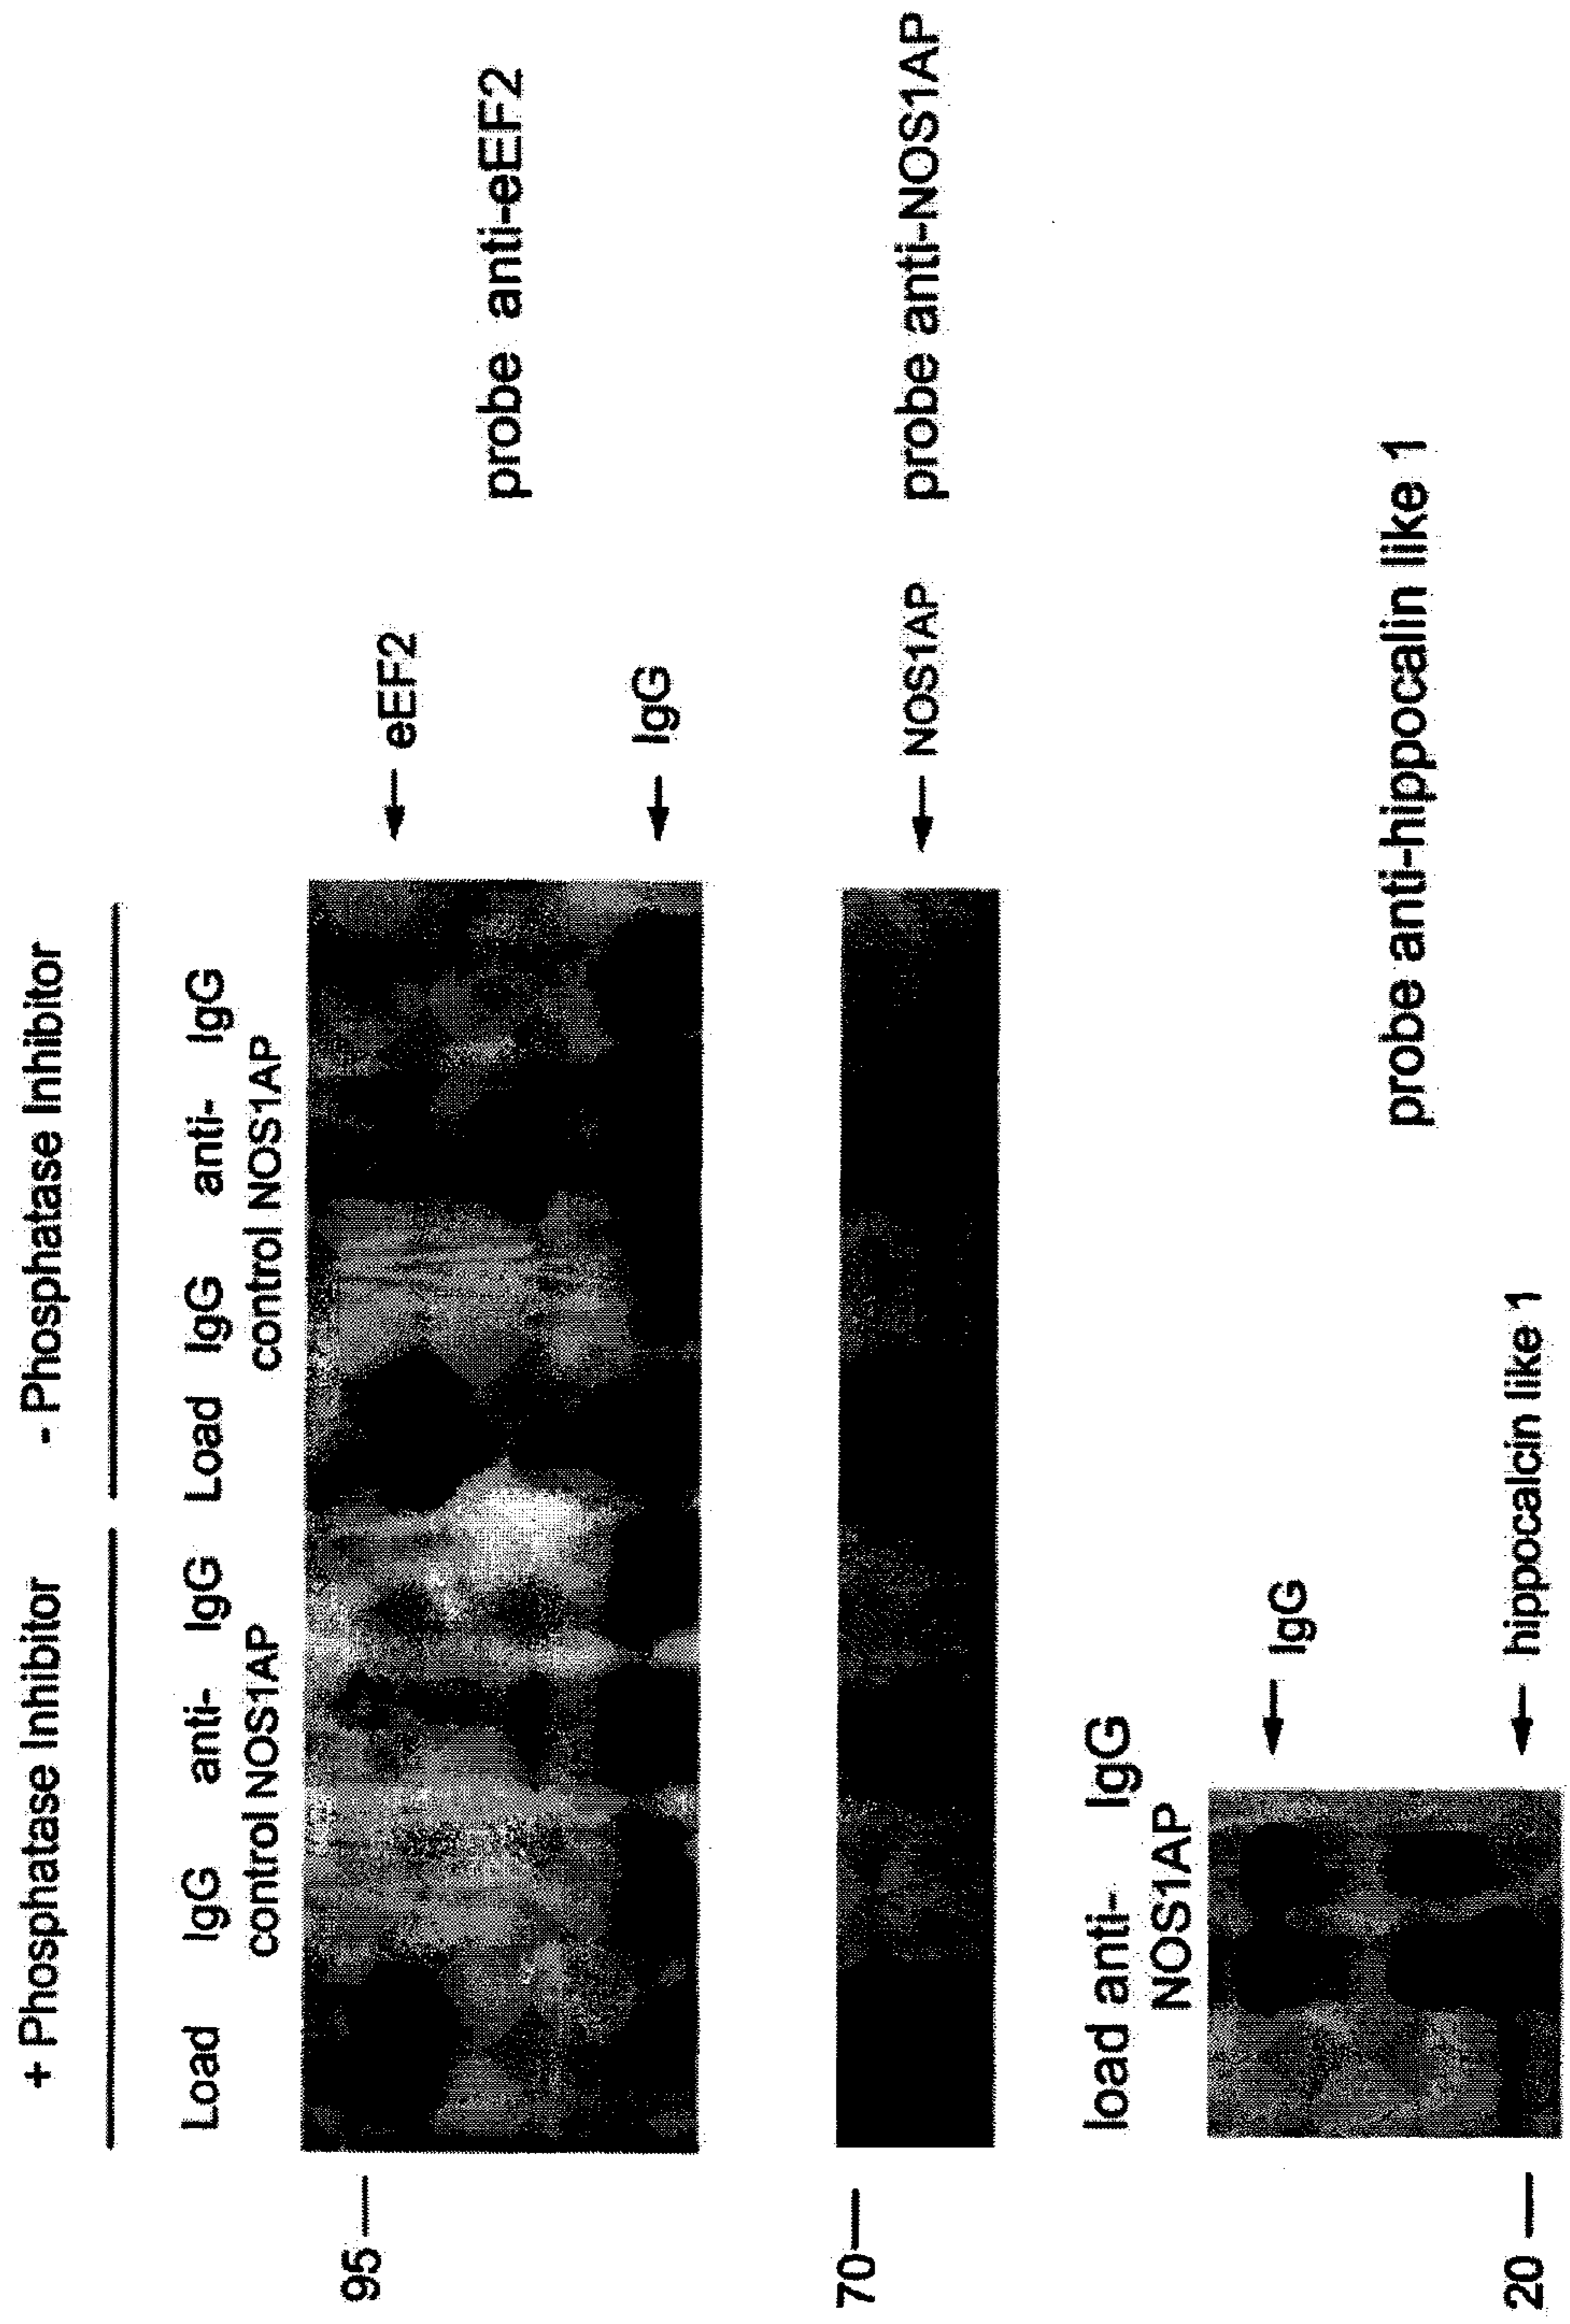 + Phosphatase Inhibitor - Phosphatase Inhibitor
Load IgG anti- IgG Load IgG anti- IgG
control NOS1AP control NOS1AP
95
eEF2
IgG
probe anti-eEF2
70
NOS1AP
probe anti-NOS1AP
load anti- IgG
NOS1AP
IgG
probe anti-hippocalin like 1
20
hippocalcin like 1